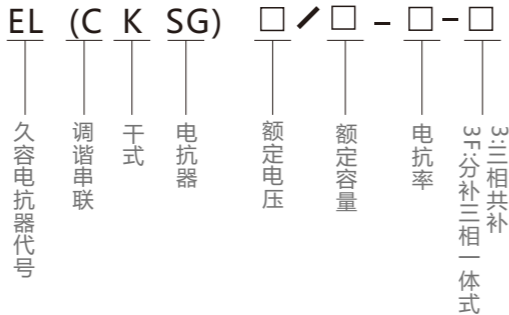 EL (C K SG) □/□-□-□
久容电抗器代号
调谐串联
干式
电抗器
额定电压
额定容量
电抗率
3:三相共补
3F:分补三相一体式